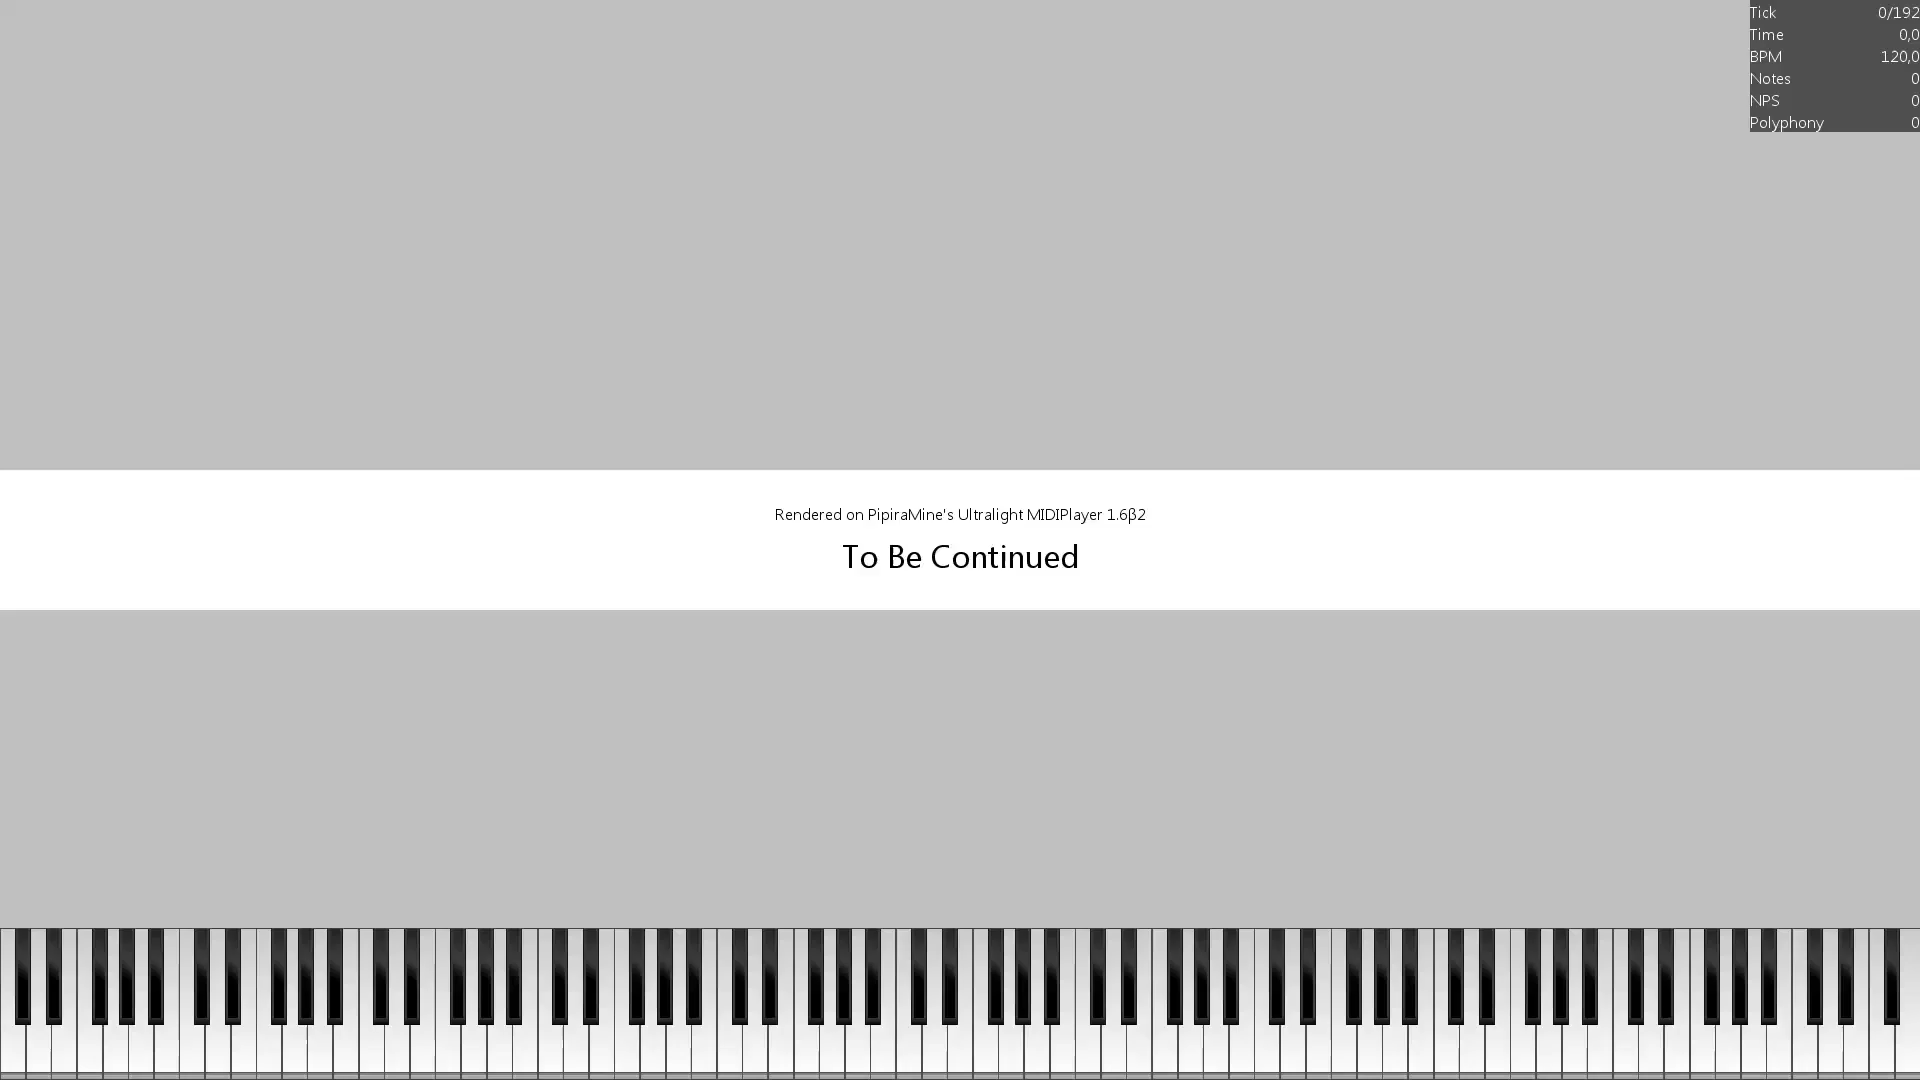 Tick 0/192
Time 0,0
BPM 120,0
Notes 0
NPS 0
Polyphony 0
Rendered on PipiraMine's Ultralight MIDIPlayer 1.6β2
To Be Continued